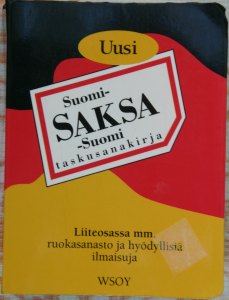 Uusi
Suomi-
SAKSA
-Suomi
taskusanakirja
Liiteosassa mm.
ruokasanasto ja hyödyllisiä
ilmaisuja
WSOY